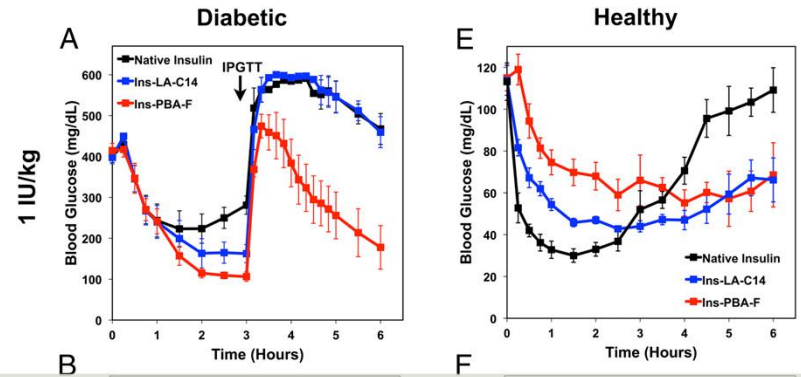 Diabetic
Healthy
A
E
1 IU/kg
Blood Glucose (mg/dL)
600
500
400
300
200
100
0
Native Insulin
Ins-LA-C14
Ins-PBA-F
IPGTT
0 1 2 3 4 5 6
Time (Hours)
Blood Glucose (mg/dL)
120
100
80
60
40
20
0
Native Insulin
Ins-LA-C14
Ins-PBA-F
0 1 2 3 4 5 6
Time (Hours)
B
F